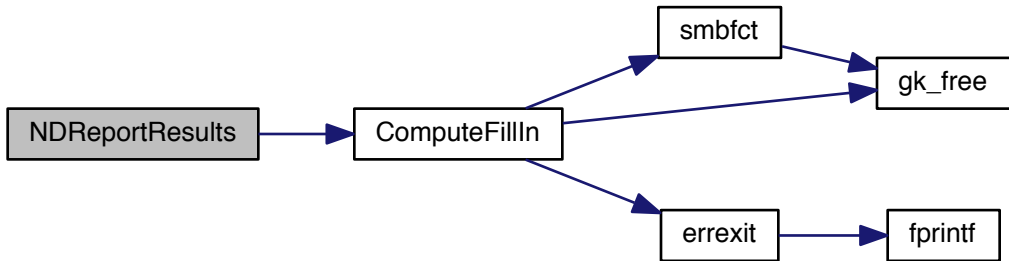 NDReportResults
ComputeFillIn
smbfct
gk_free
errexit
fprintf